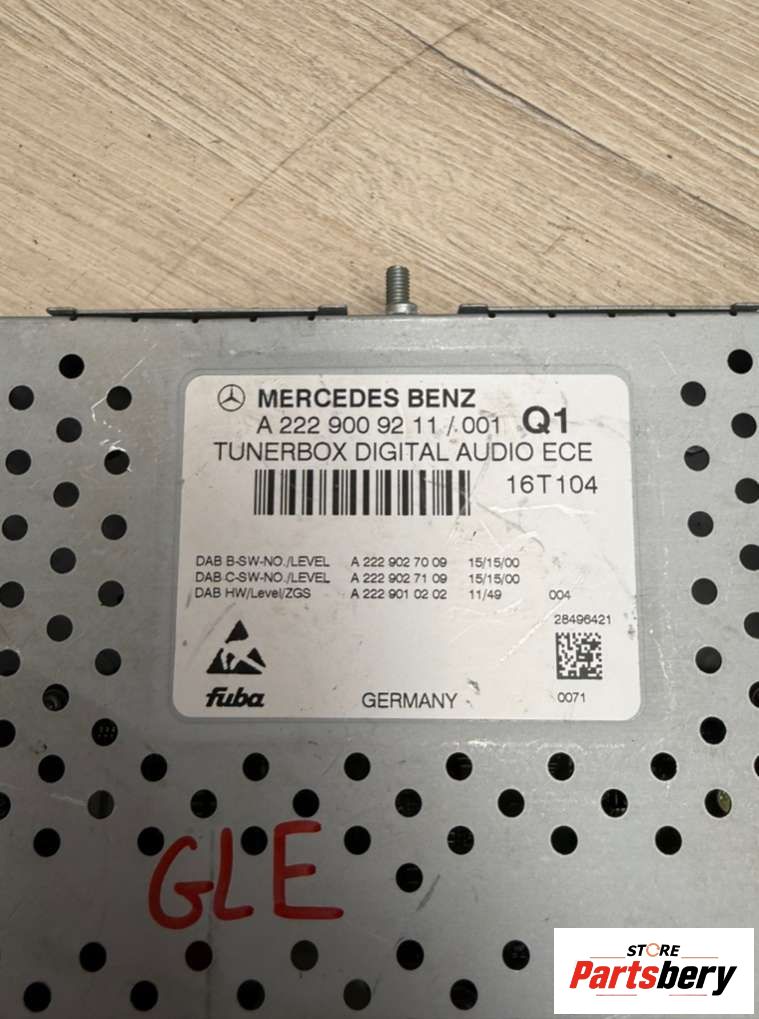 MERCEDES BENZ
A 222 900 92 11 / 001 Q1
TUNERBOX DIGITAL AUDIO ECE
16T104
DAB B-SW-NO./LEVEL A 222 902 70 09 15/15/00
DAB C-SW-NO./LEVEL A 222 902 71 09 15/15/00
DAB HW/Level/ZGS A 222 901 02 02 11/49 004
28496421
fuba GERMANY 0071
GLE
STORE
Partsbery